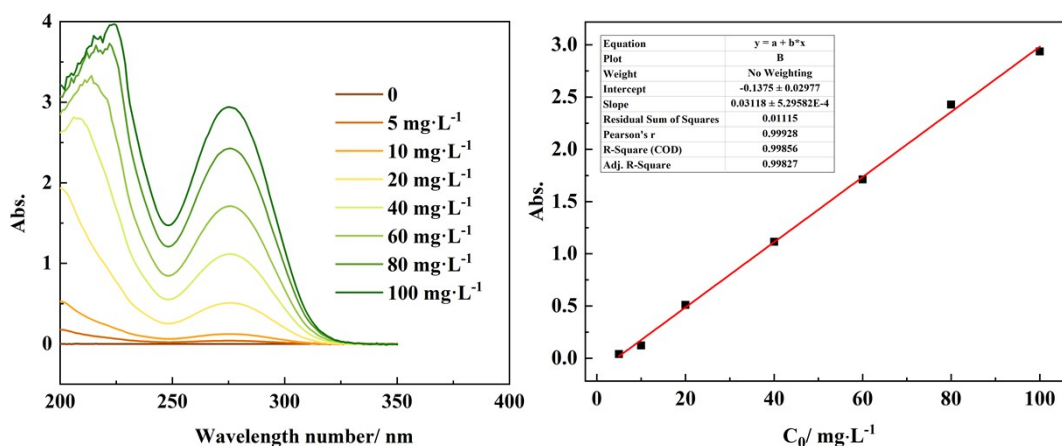 4
3
2
1
0
Abs.
200
250
300
350
400
Wavelength number/ nm
0
5 mg·L⁻¹
10 mg·L⁻¹
20 mg·L⁻¹
40 mg·L⁻¹
60 mg·L⁻¹
80 mg·L⁻¹
100 mg·L⁻¹
3.0
2.5
2.0
1.5
1.0
0.5
0.0
Abs.
Equation y = a + b*x
Plot B
Weight No Weighting
Intercept -0.1375 ± 0.02977
Slope 0.03118 ± 5.29582E-4
Residual Sum of Squares 0.01115
Pearson's r 0.99928
R-Square (COD) 0.99856
Adj. R-Square 0.99827
0
20
40
60
80
100
C₀/ mg·L⁻¹